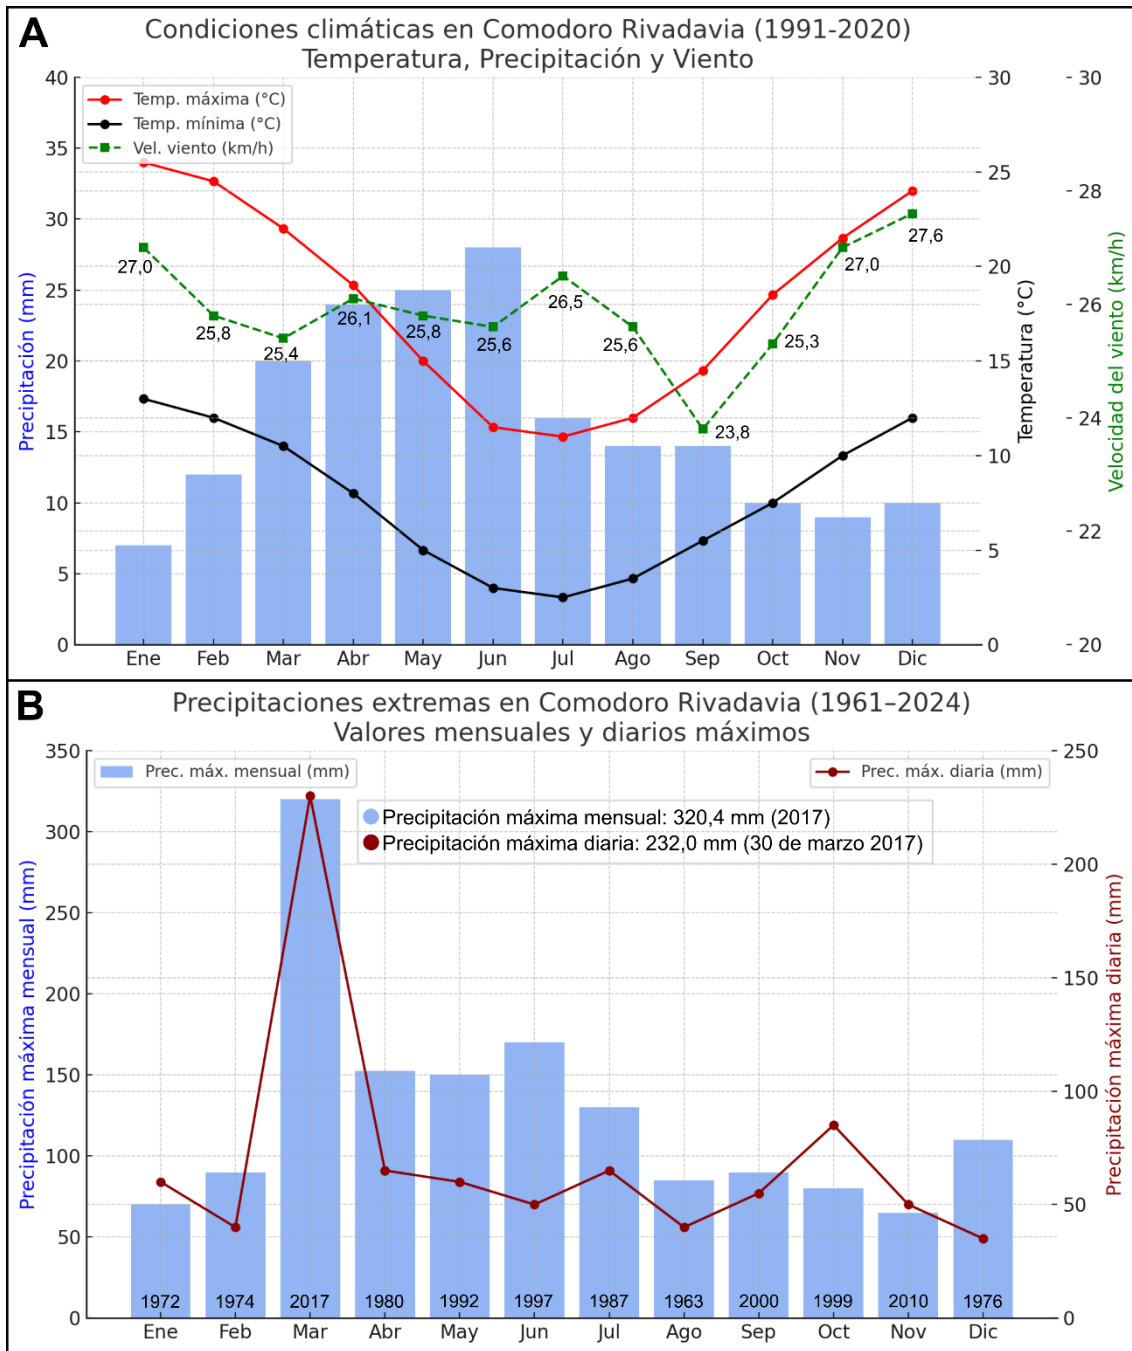 A
Condiciones climáticas en Comodoro Rivadavia (1991-2020)
Temperatura, Precipitación y Viento
Temp. máxima (°C)
Temp. mínima (°C)
Vel. viento (km/h)
Precipitación (mm)
40
35
30
25
20
15
10
5
0
27,0
25,8
25,4
26,1
25,8
25,6
26,5
25,6
23,8
25,3
27,0
27,6
30
25
20
15
10
5
0
Temperatura (°C)
30
28
26
24
22
20
Velocidad del viento (km/h)
Ene Feb Mar Abr May Jun Jul Ago Sep Oct Nov Dic
B
Precipitaciones extremas en Comodoro Rivadavia (1961–2024)
Valores mensuales y diarios máximos
Prec. máx. mensual (mm)
Prec. máx. diaria (mm)
Precipitación máxima mensual: 320,4 mm (2017)
Precipitación máxima diaria: 232,0 mm (30 de marzo 2017)
Precipitación máxima mensual (mm)
350
300
250
200
150
100
50
0
250
200
150
100
50
0
Precipitación máxima diaria (mm)
1972 1974 2017 1980 1992 1997 1987 1963 2000 1999 2010 1976
Ene Feb Mar Abr May Jun Jul Ago Sep Oct Nov Dic